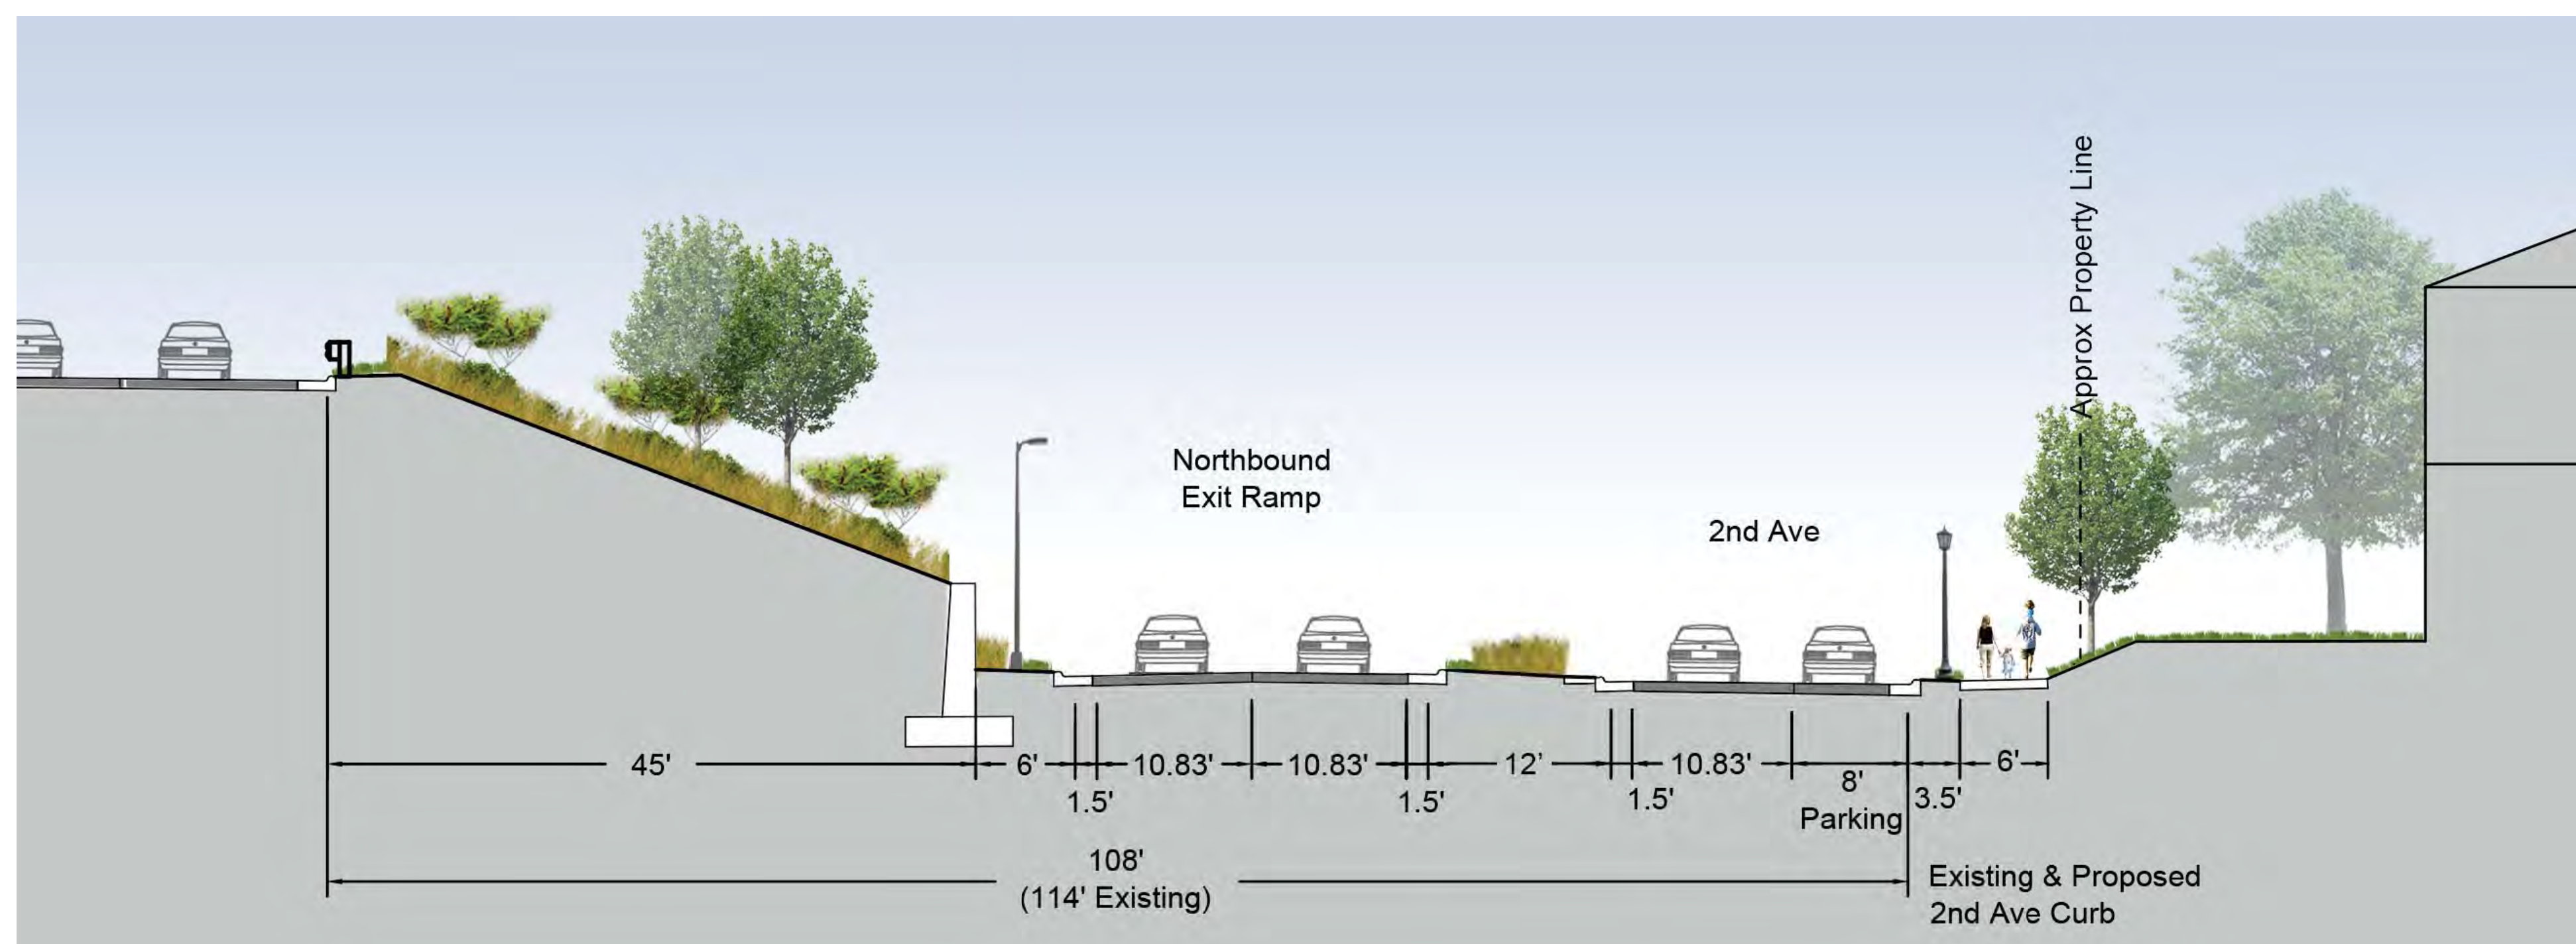 Approx Property Line
Northbound
Exit Ramp
2nd Ave
45'
6'
1.5'
10.83'
10.83'
1.5'
12’
1.5'
10.83'
8'
Parking
3.5'
6'
108'
(114' Existing)
Existing & Proposed
2nd Ave Curb